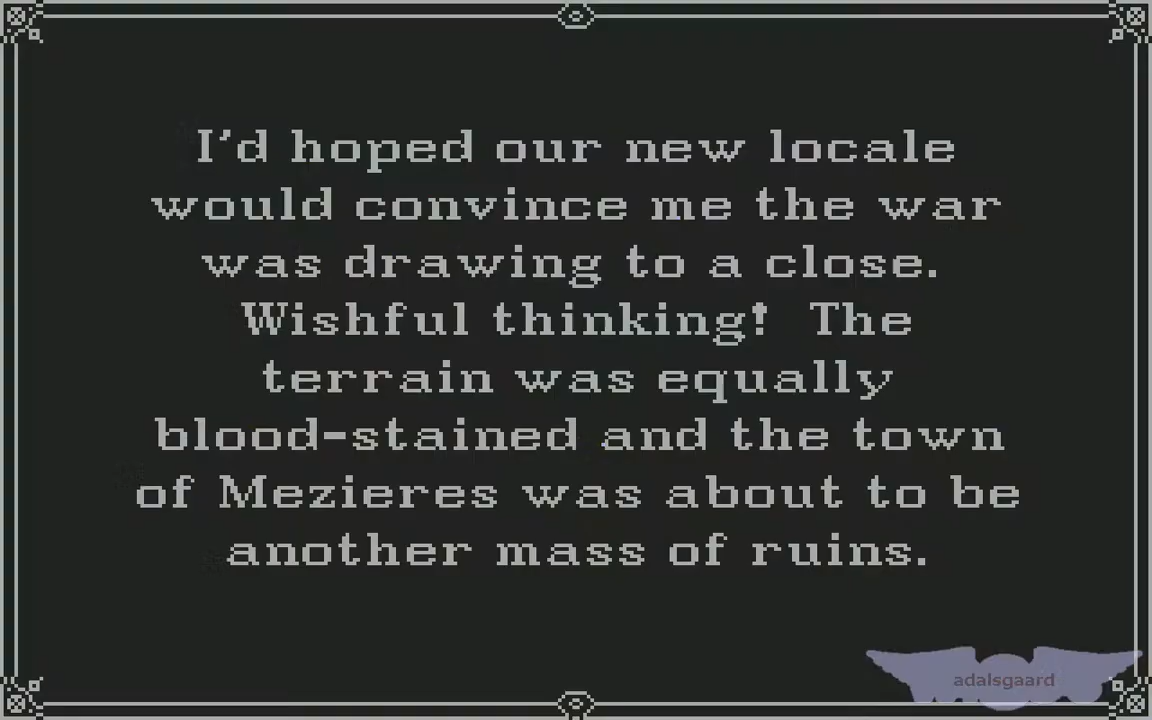 I'd hoped our new locale
would convince me the war
was drawing to a close.
Wishful thinking!  The
terrain was equally
blood-stained and the town
of Mezieres was about to be
another mass of ruins.
adalsgaard